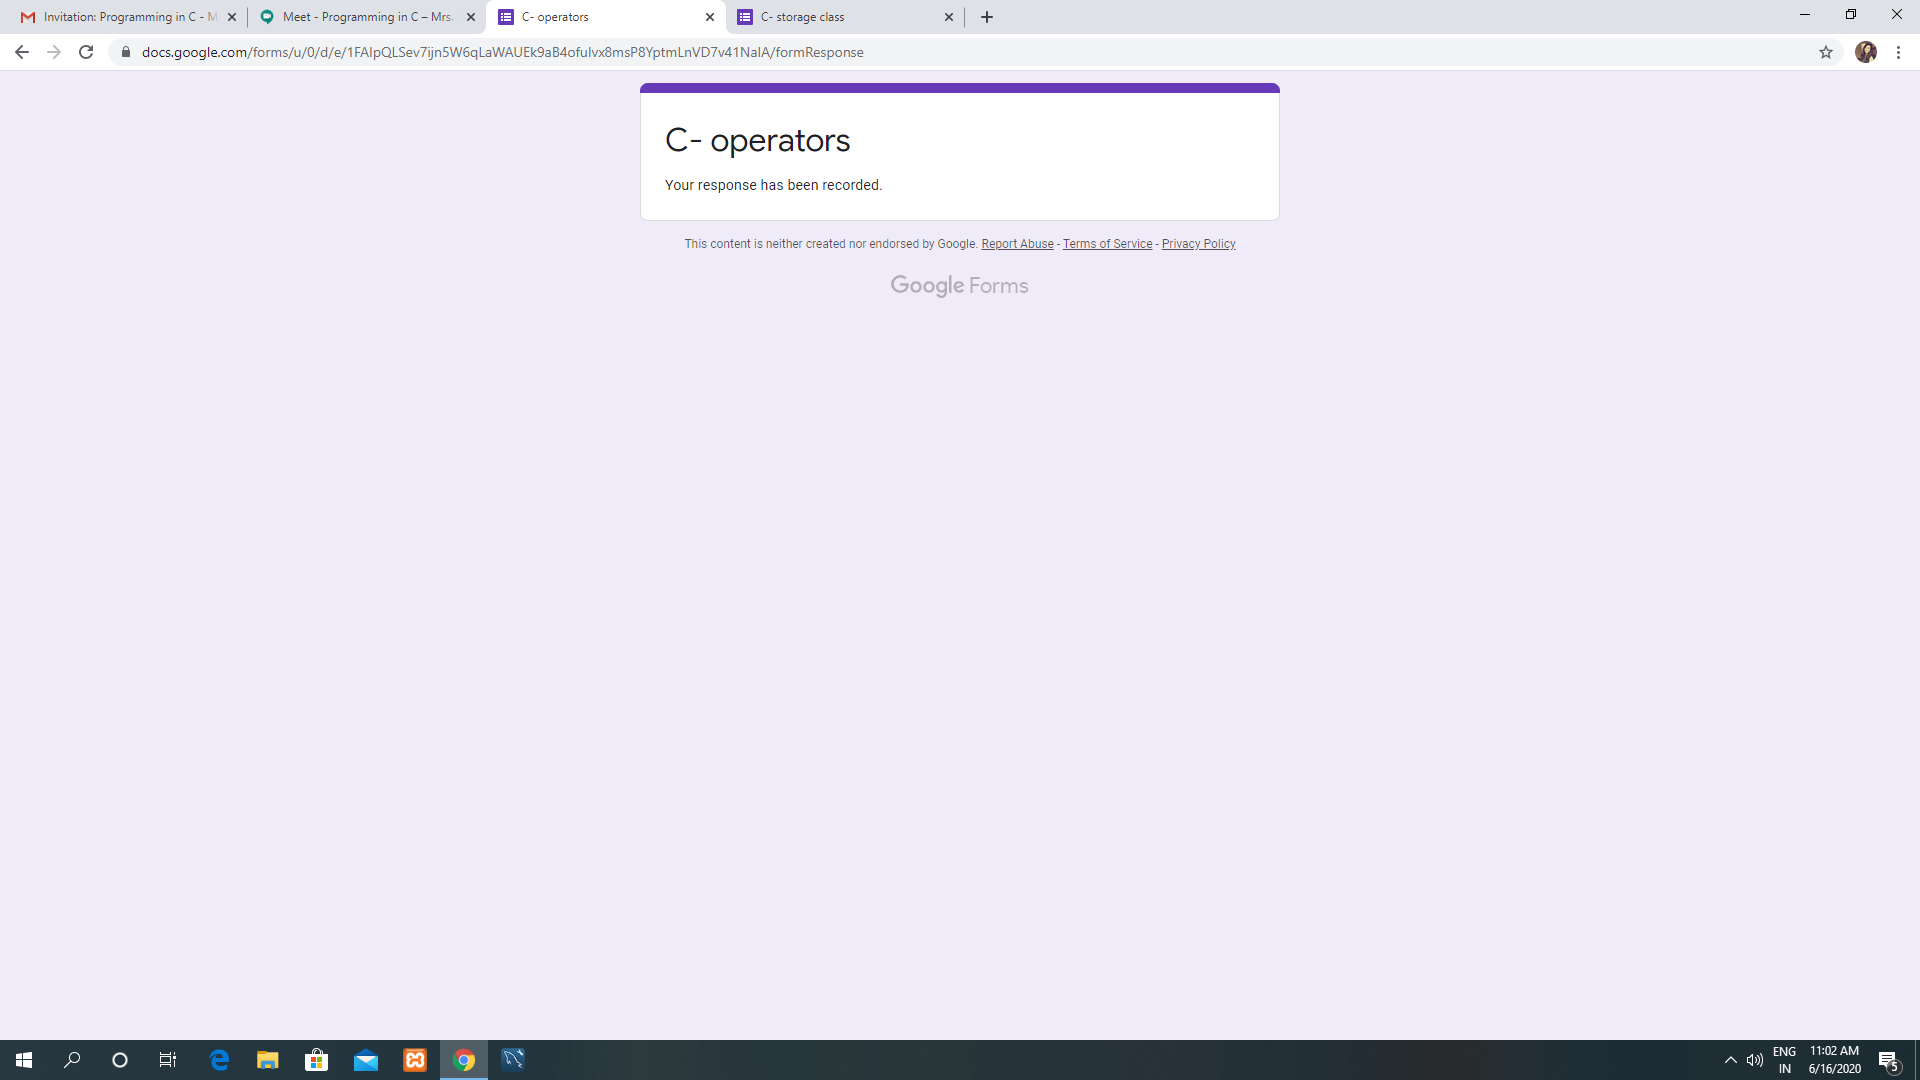 Invitation: Programming in C - M
Meet - Programming in C – Mrs.
C- operators
C- storage class
docs.google.com/forms/u/0/d/e/1FAIpQLSev7ijn5W6qLaWAUEk9aB4ofulvx8msP8YptmLnVD7v41NaIA/formResponse
C- operators
Your response has been recorded.
This content is neither created nor endorsed by Google. Report Abuse - Terms of Service - Privacy Policy
Google Forms
ENG 11:02 AM
IN 6/16/2020
5